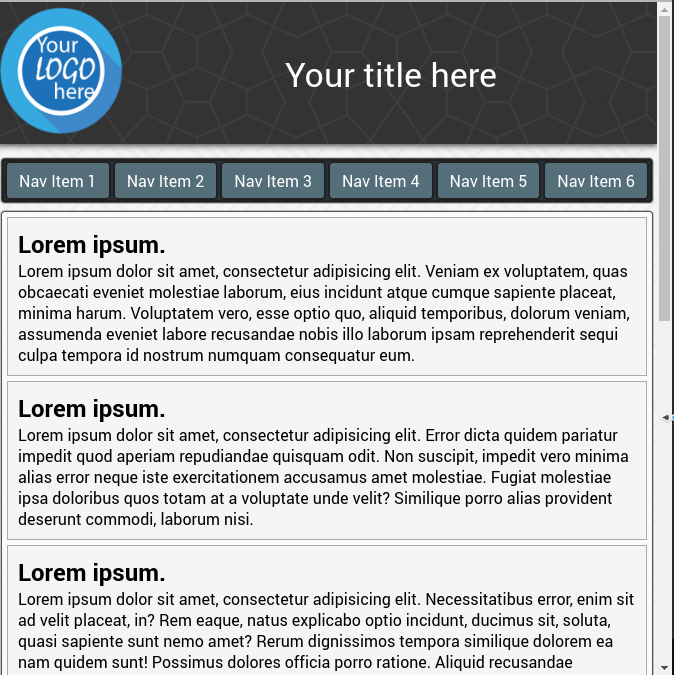 Your
LOGO
here
Your title here
Nav Item 1 Nav Item 2 Nav Item 3 Nav Item 4 Nav Item 5 Nav Item 6
Lorem ipsum.
Lorem ipsum dolor sit amet, consectetur adipisicing elit. Veniam ex voluptatem, quas
obcaecati eveniet molestiae laborum, eius incidunt atque cumque sapiente placeat,
minima harum. Voluptatem vero, esse optio quo, aliquid temporibus, dolorum veniam,
assumenda eveniet labore recusandae nobis illo laborum ipsam reprehenderit sequi
culpa tempora id nostrum numquam consequatur eum.
Lorem ipsum.
Lorem ipsum dolor sit amet, consectetur adipisicing elit. Error dicta quidem pariatur
impedit quod aperiam repudiandae quisquam odit. Non suscipit, impedit vero minima
alias error neque iste exercitationem accusamus amet molestiae. Fugiat molestiae
ipsa doloribus quos totam at a voluptate unde velit? Similique porro alias provident
deserunt commodi, laborum nisi.
Lorem ipsum.
Lorem ipsum dolor sit amet, consectetur adipisicing elit. Necessitatibus error, enim sit
ad velit placeat, in? Rem eaque, natus explicabo optio incidunt, ducimus sit, soluta,
quasi sapiente sunt nemo amet? Rerum dignissimos tempora similique dolorem ea
nam quidem sunt! Possimus dolores officia porro ratione. Aliquid recusandae